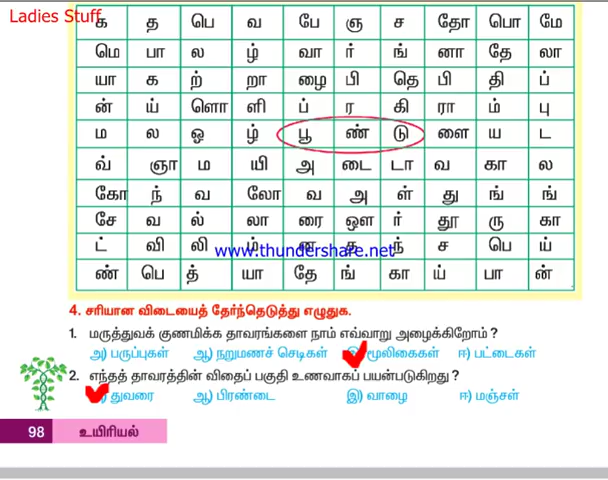 Ladies Stuff
க த பெ வ பே ஞ ச தோ பொ மே
மெ பா ல ழ் வா ர் ங் னா தே லா
யா க ற் றா ழை பி தெ பி தி ப்
ன் ய் ளொ ளி ப் ர கி ரா ம் பு
ம ல ஓ ழ் பூ ண் டு ளை ய ட
வ் ஞா ம யி அ டை டா வ கா ல
கோ ந் வ லோ வ அ ள் து ங் ங்
சே வ ல் லா ரை ஔ ர் தூ ரு கா
ட் வி லி ம் ன த ந் ச பெ ய்
www.thundershare.net
ண் பெ த் யா தே ங் கா ய் பா ன்
4. சரியான விடையைத் தேர்ந்தெடுத்து எழுதுக.
1. மருத்துவக் குணமிக்க தாவரங்களை நாம் எவ்வாறு அழைக்கிறோம் ?
அ) பருப்புகள் ஆ) நறுமணச் செடிகள் மூலிகைகள் ஈ) பட்டைகள்
2. எந்தத் தாவரத்தின் விதைப் பகுதி உணவாகப் பயன்படுகிறது ?
) துவரை ஆ) பிரண்டை இ) வாழை ஈ) மஞ்சள்
98 உயிரியல்